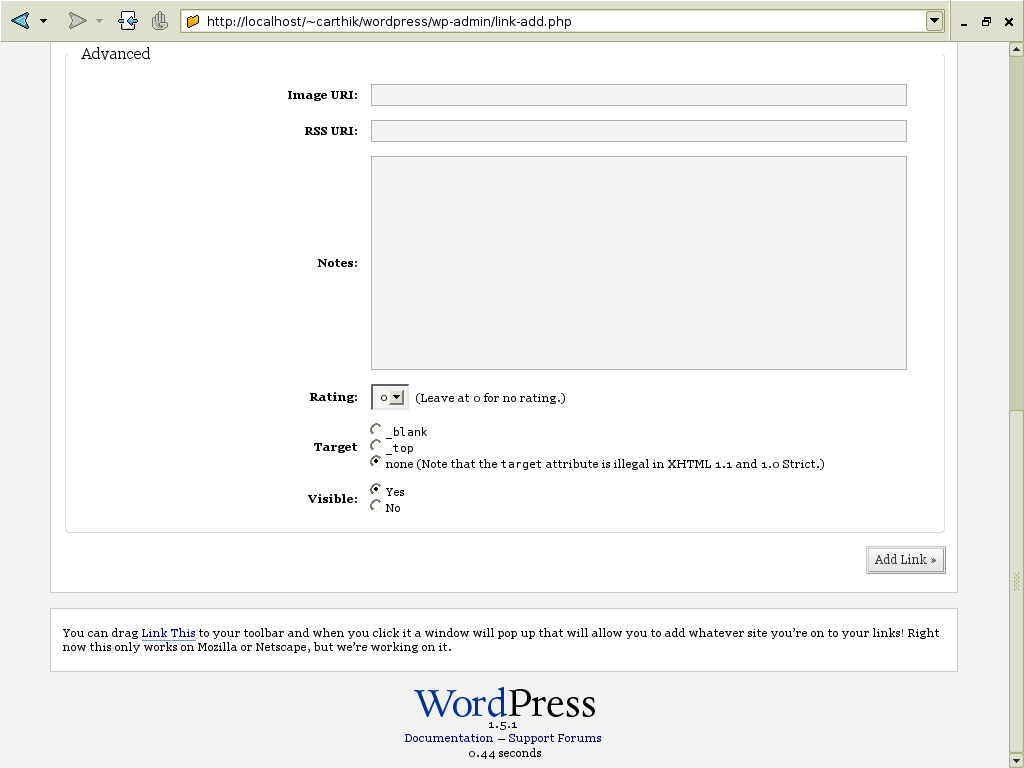 http://localhost/~carthik/wordpress/wp-admin/link-add.php
Advanced
Image URI:
RSS URI:
Notes:
Rating: 0 (Leave at 0 for no rating.)
_blank
Target _top
none (Note that the target attribute is illegal in XHTML 1.1 and 1.0 Strict.)
Visible: Yes
No
Add Link »
You can drag Link This to your toolbar and when you click it a window will pop up that will allow you to add whatever site you’re on to your links! Right
now this only works on Mozilla or Netscape, but we’re working on it.
WordPress
1.5.1
Documentation — Support Forums
0.44 seconds